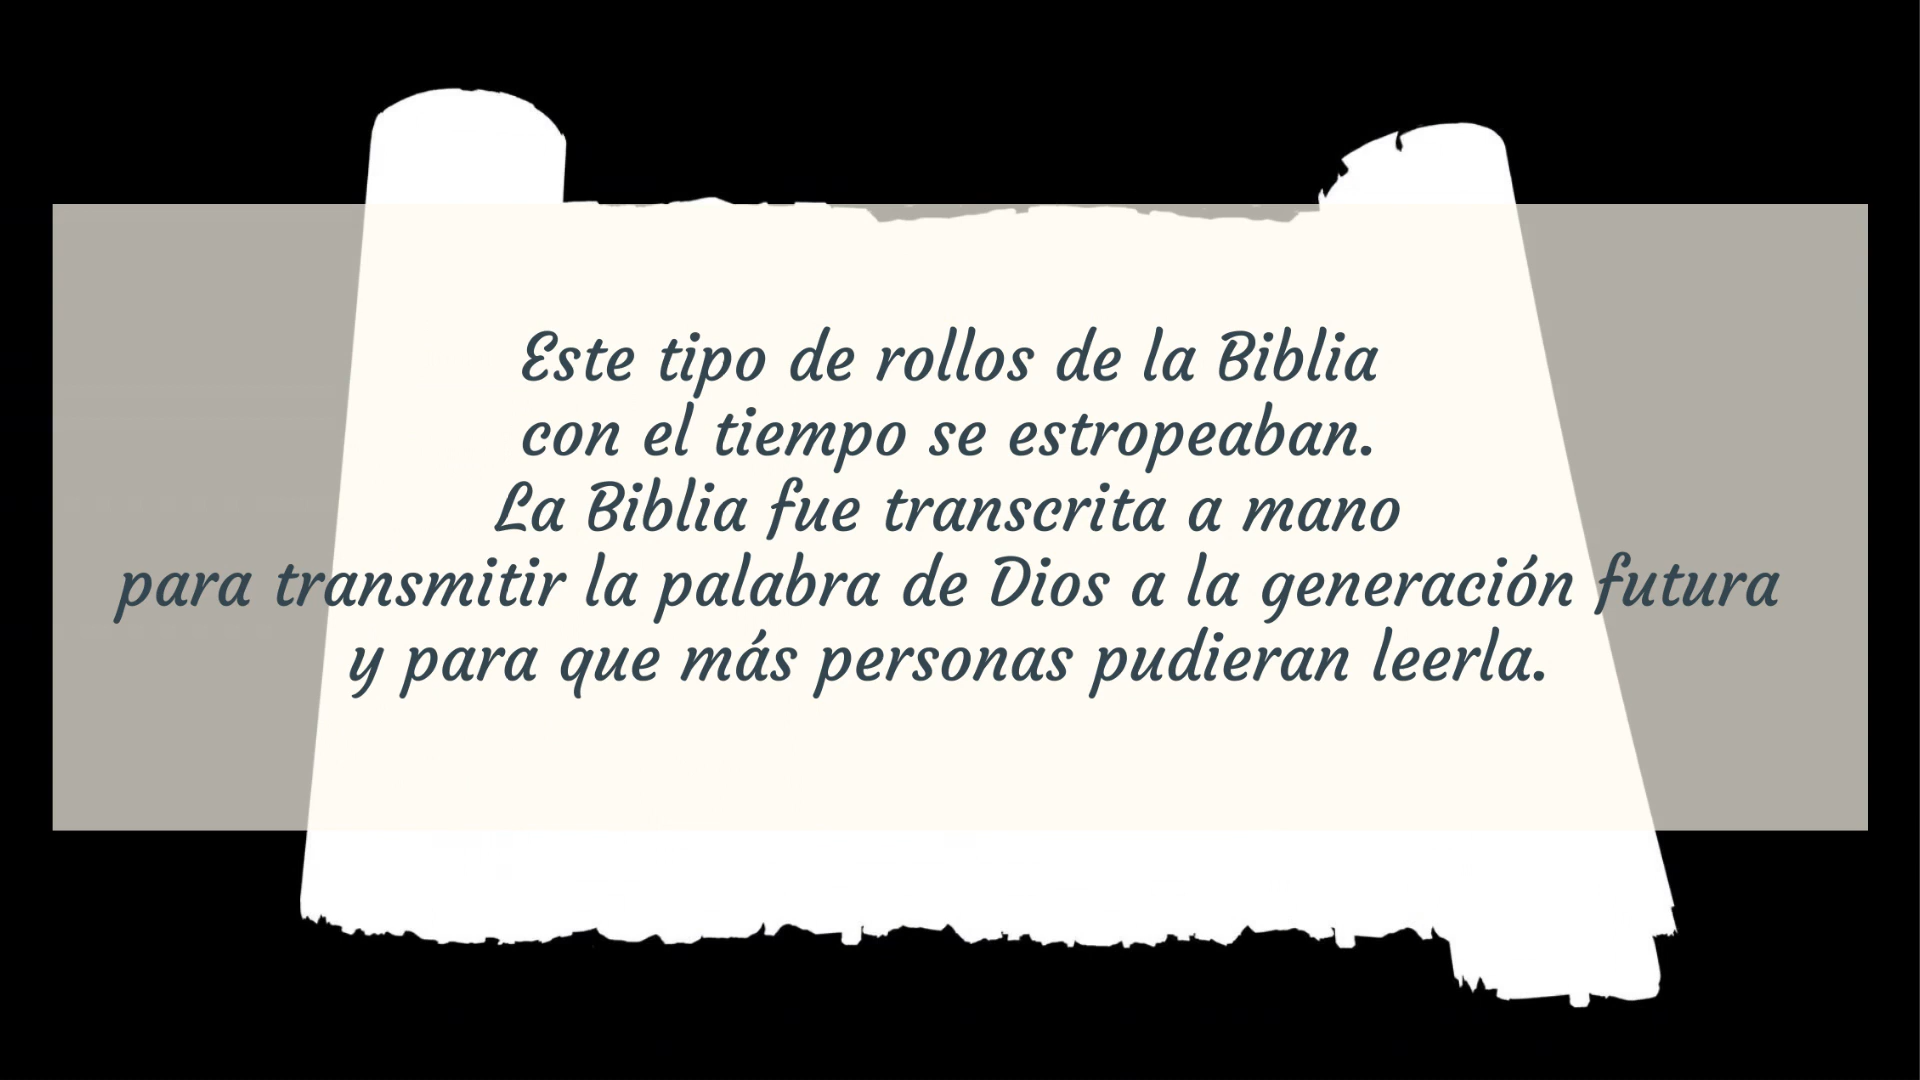 Este tipo de rollos de la Biblia
con el tiempo se estropeaban.
La Biblia fue transcrita a mano
para transmitir la palabra de Dios a la generación futura
y para que más personas pudieran leerla.